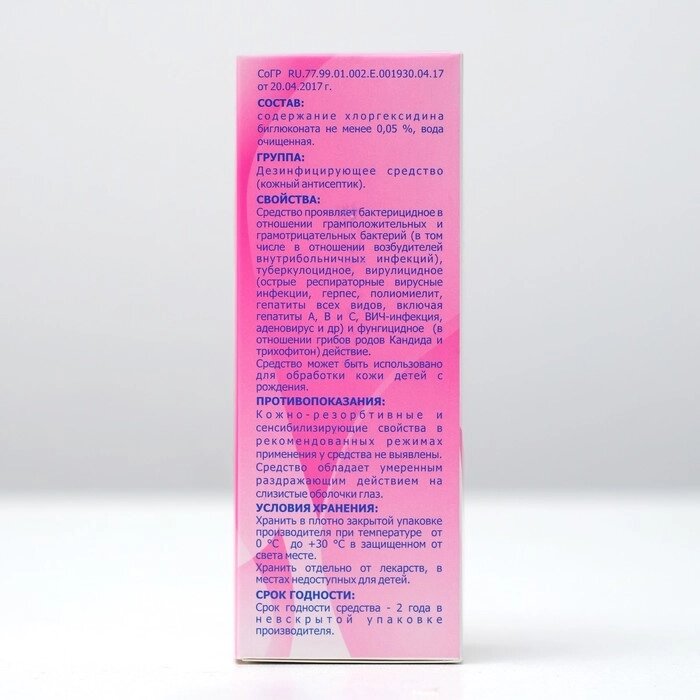 СоГР RU.77.99.01.002.Е.001930.04.17
от 20.04.2017 г.
СОСТАВ:
содержание хлоргексидина
биглюконата не менее 0,05 %, вода
очищенная.
ГРУППА:
Дезинфицирующее средство
(кожный антисептик).
СВОЙСТВА:
Средство проявляет бактерицидное в
отношении грамположительных и
грамотрицательных бактерий (в том
числе в отношении возбудителей
внутрибольничных инфекций),
туберкулоцидное, вирулицидное
(острые респираторные вирусные
инфекции, герпес, полиомиелит,
гепатиты всех видов, включая
гепатиты А, В и С, ВИЧ-инфекция,
аденовирус и др) и фунгицидное (в
отношении грибов родов Кандида и
трихофитон) действие.
Средство может быть использовано
для обработки кожи детей с
рождения.
ПРОТИВОПОКАЗАНИЯ:
Кожно-резорбтивные и
сенсибилизирующие свойства в
рекомендованных режимах
применения у средства не выявлены.
Средство обладает умеренным
раздражающим действием на
слизистые оболочки глаз.
УСЛОВИЯ ХРАНЕНИЯ:
Хранить в плотно закрытой упаковке
производителя при температуре от
0 °С до +30 °С в защищенном от
света месте.
Хранить отдельно от лекарств, в
местах недоступных для детей.
СРОК ГОДНОСТИ:
Срок годности средства - 2 года в
невскрытой упаковке
производителя.